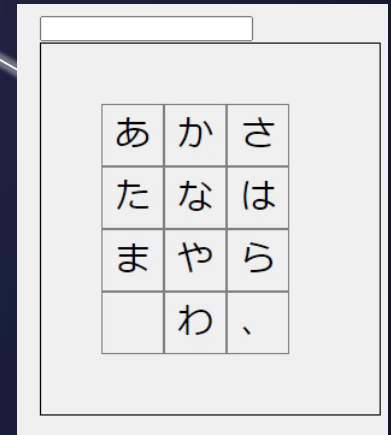 あ か さ
た な は
ま や ら
わ 、